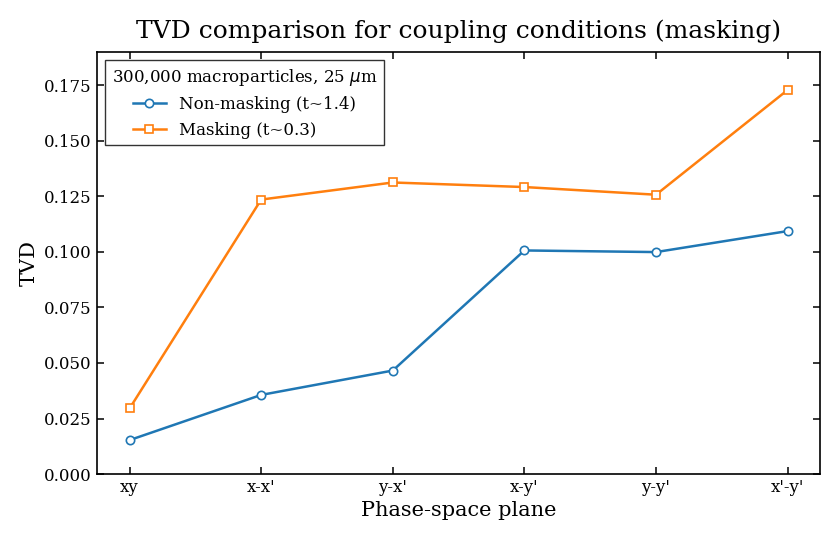 TVD comparison for coupling conditions (masking)
300,000 macroparticles, 25 μm
Non-masking (t~1.4)
Masking (t~0.3)
0.175
0.150
0.125
0.100
0.075
0.050
0.025
0.000
TVD
xy x-x' y-x' x-y' y-y' x'-y'
Phase-space plane